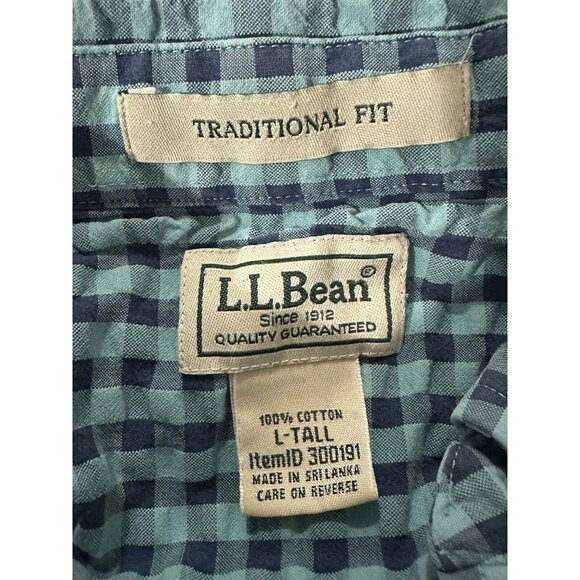 TRADITIONAL FIT
L.L.Bean®
Since 1912
QUALITY GUARANTEED
100% COTTON
L-TALL
ItemID 300191
MADE IN SRI LANKA
CARE ON REVERSE